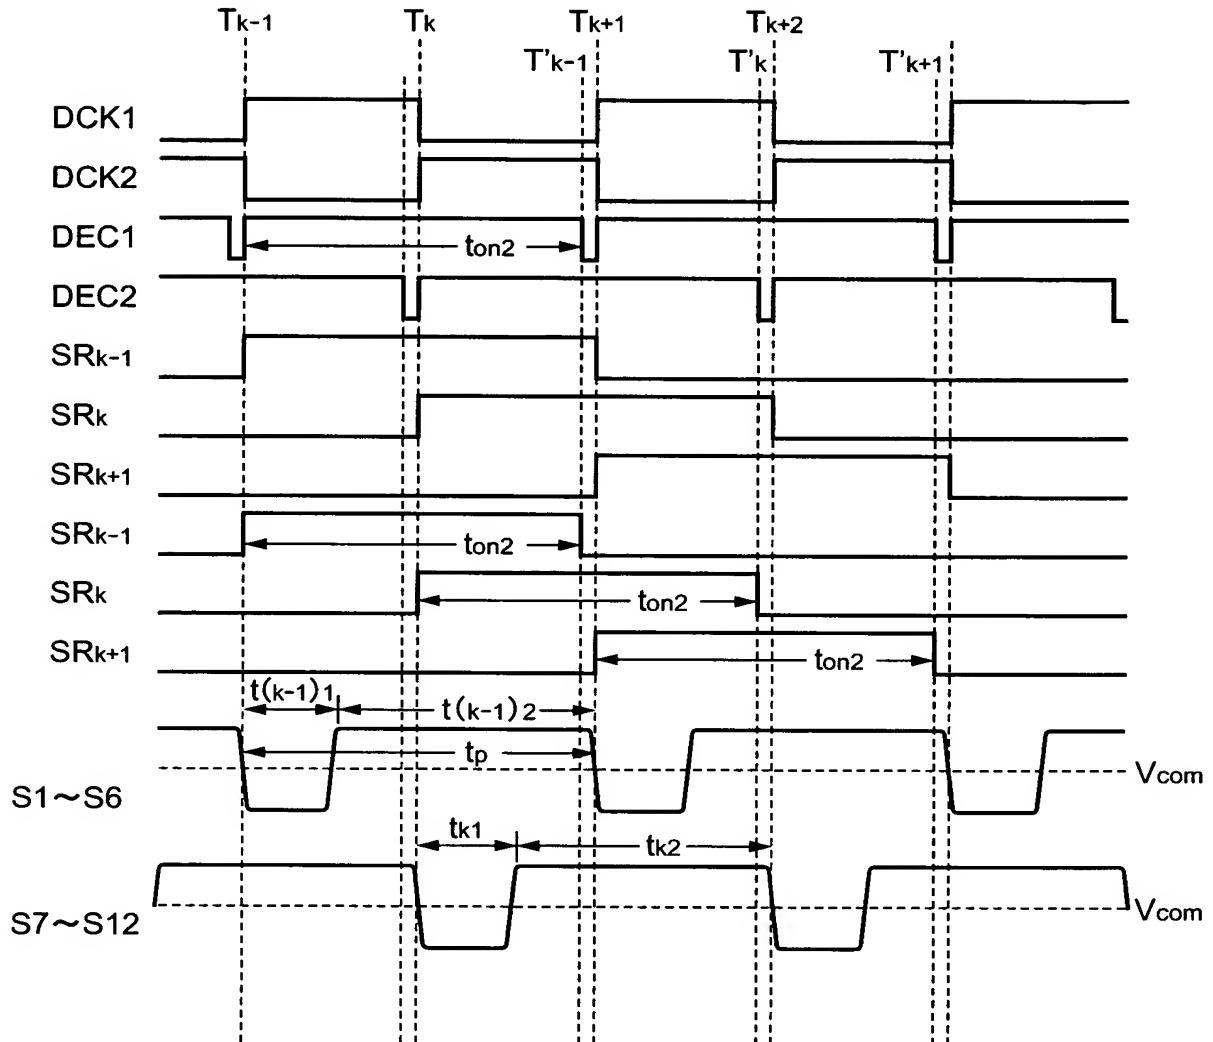 Tk-1 Tk Tk+1 Tk+2
T'k-1 T'k T'k+1
DCK1
DCK2
DEC1
ton2
DEC2
SRk-1
SRk
SRk+1
SRk-1
ton2
SRk
ton2
SRk+1
ton2
t(k-1)1
t(k-1)2
tp
Vcom
S1~S6
tk1
tk2
Vcom
S7~S12